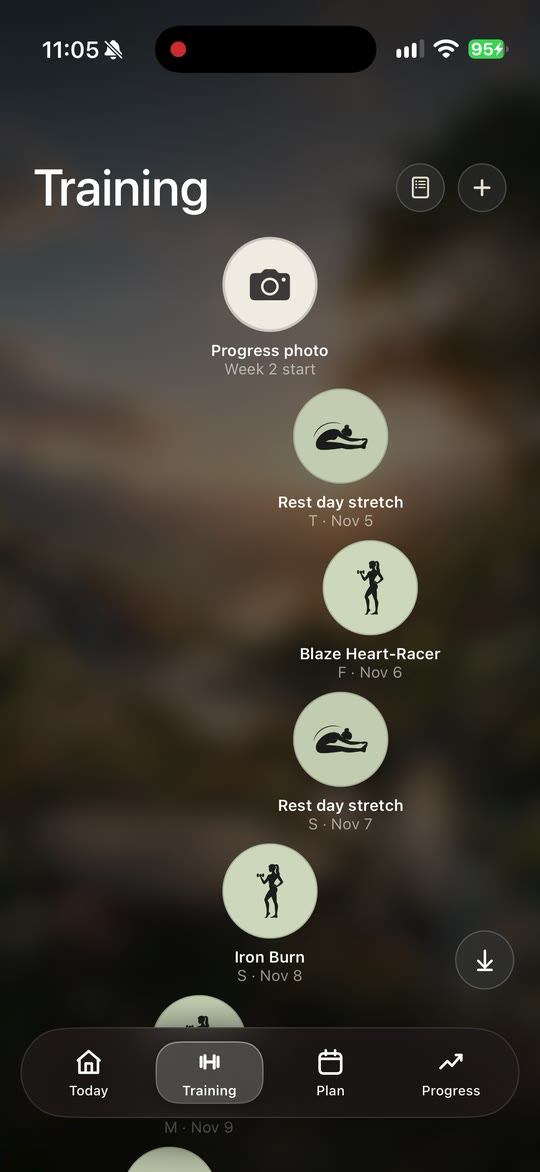 11:05
95
Training
Progress photo
Week 2 start
Rest day stretch
T · Nov 5
Blaze Heart-Racer
F · Nov 6
Rest day stretch
S · Nov 7
Iron Burn
S · Nov 8
Today
Training
Plan
Progress
M · Nov 9